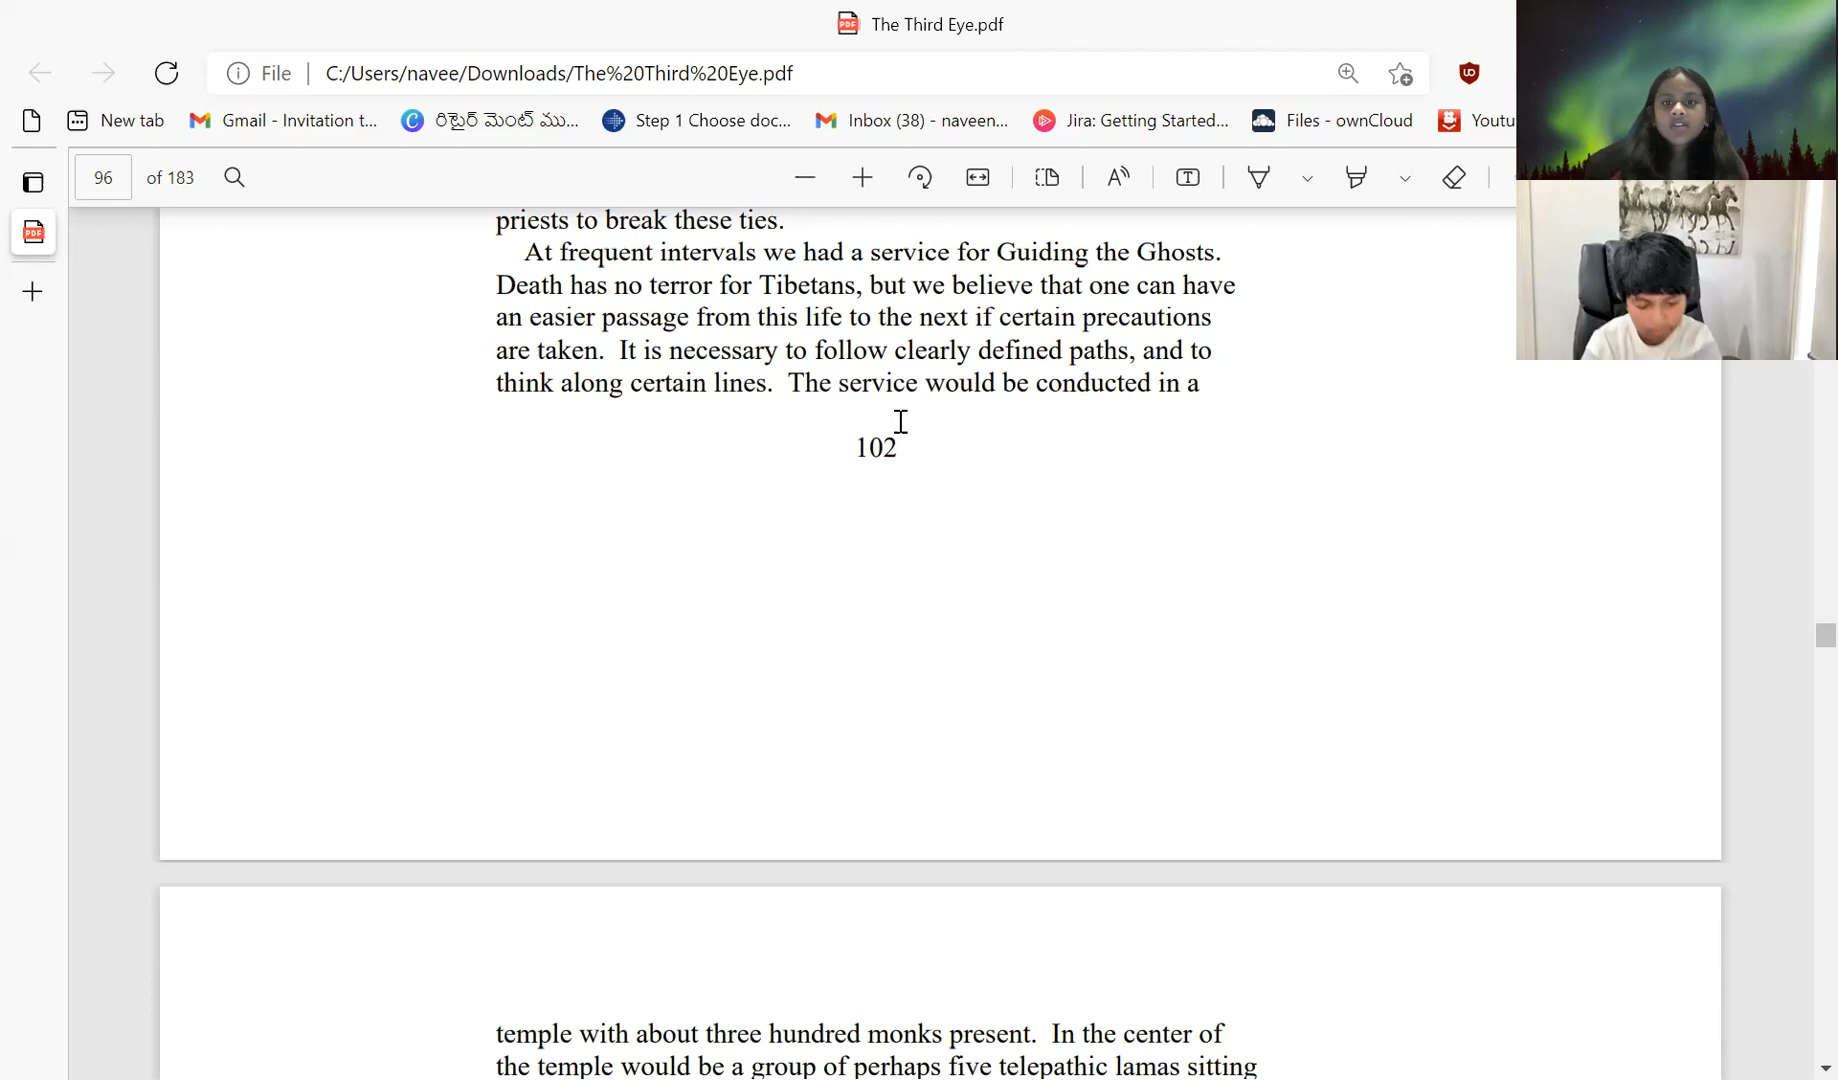 The Third Eye.pdf
File
C:/Users/navee/Downloads/The%20Third%20Eye.pdf
New tab
Gmail - Invitation t...
రిటైర్ మెంట్ ము...
Step 1 Choose doc...
Inbox (38) - naveen...
Jira: Getting Started...
Files - ownCloud
Youtu
96 of 183
priests to break these ties.
At frequent intervals we had a service for Guiding the Ghosts.
Death has no terror for Tibetans, but we believe that one can have
an easier passage from this life to the next if certain precautions
are taken. It is necessary to follow clearly defined paths, and to
think along certain lines. The service would be conducted in a
102
temple with about three hundred monks present. In the center of
the temple would be a group of perhaps five telepathic lamas sitting